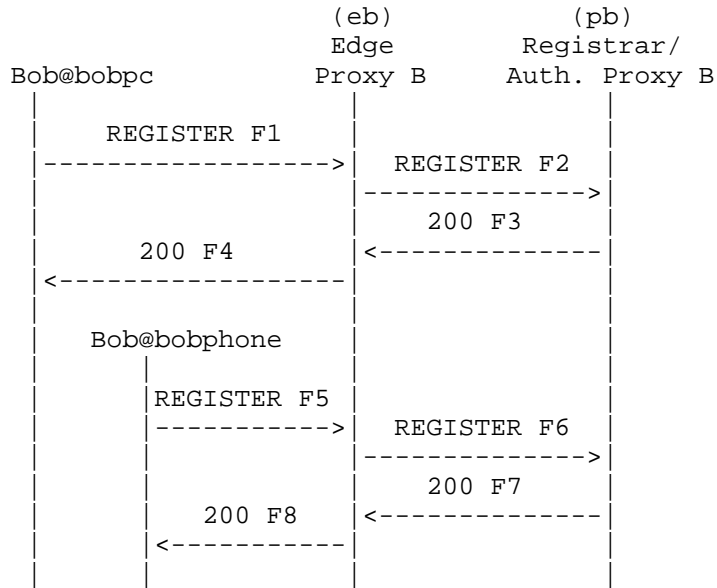 (eb) (pb)
Edge Registrar/
Bob@bobpc Proxy B Auth. Proxy B
REGISTER F1
REGISTER F2
200 F3
200 F4
Bob@bobphone
REGISTER F5
REGISTER F6
200 F7
200 F8